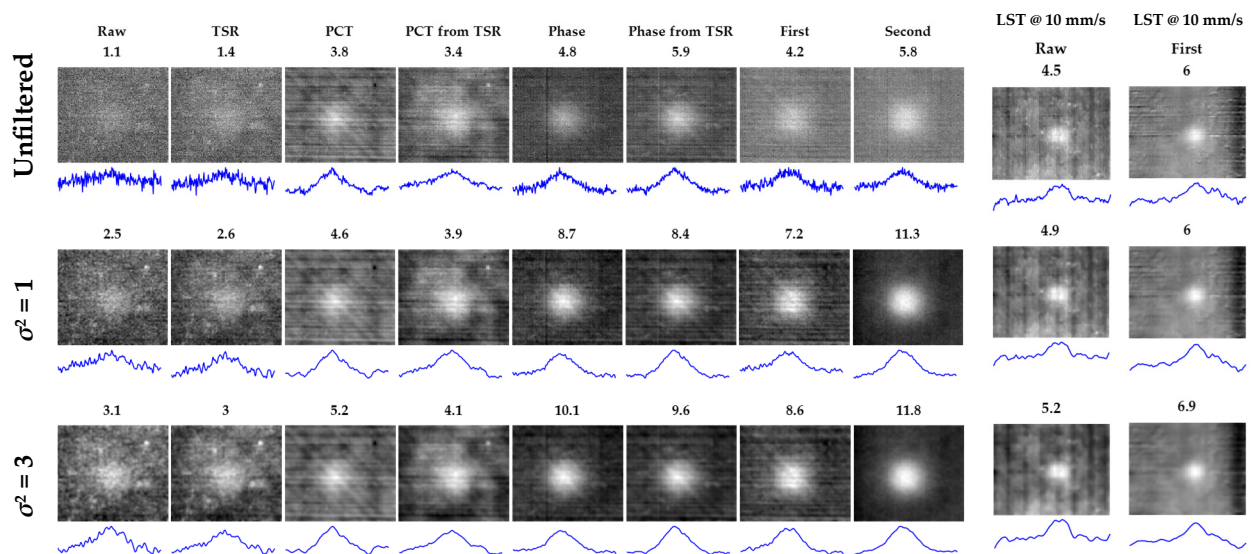 LST @ 10 mm/s LST @ 10 mm/s
Raw TSR PCT PCT from TSR Phase Phase from TSR First Second
Raw First
1.1 1.4 3.8 3.4 4.8 5.9 4.2 5.8
4.5 6
Unfiltered
2.5 2.6 4.6 3.9 8.7 8.4 7.2 11.3 4.9 6
σ² = 1
3.1 3 5.2 4.1 10.1 9.6 8.6 11.8 5.2 6.9
σ² = 3